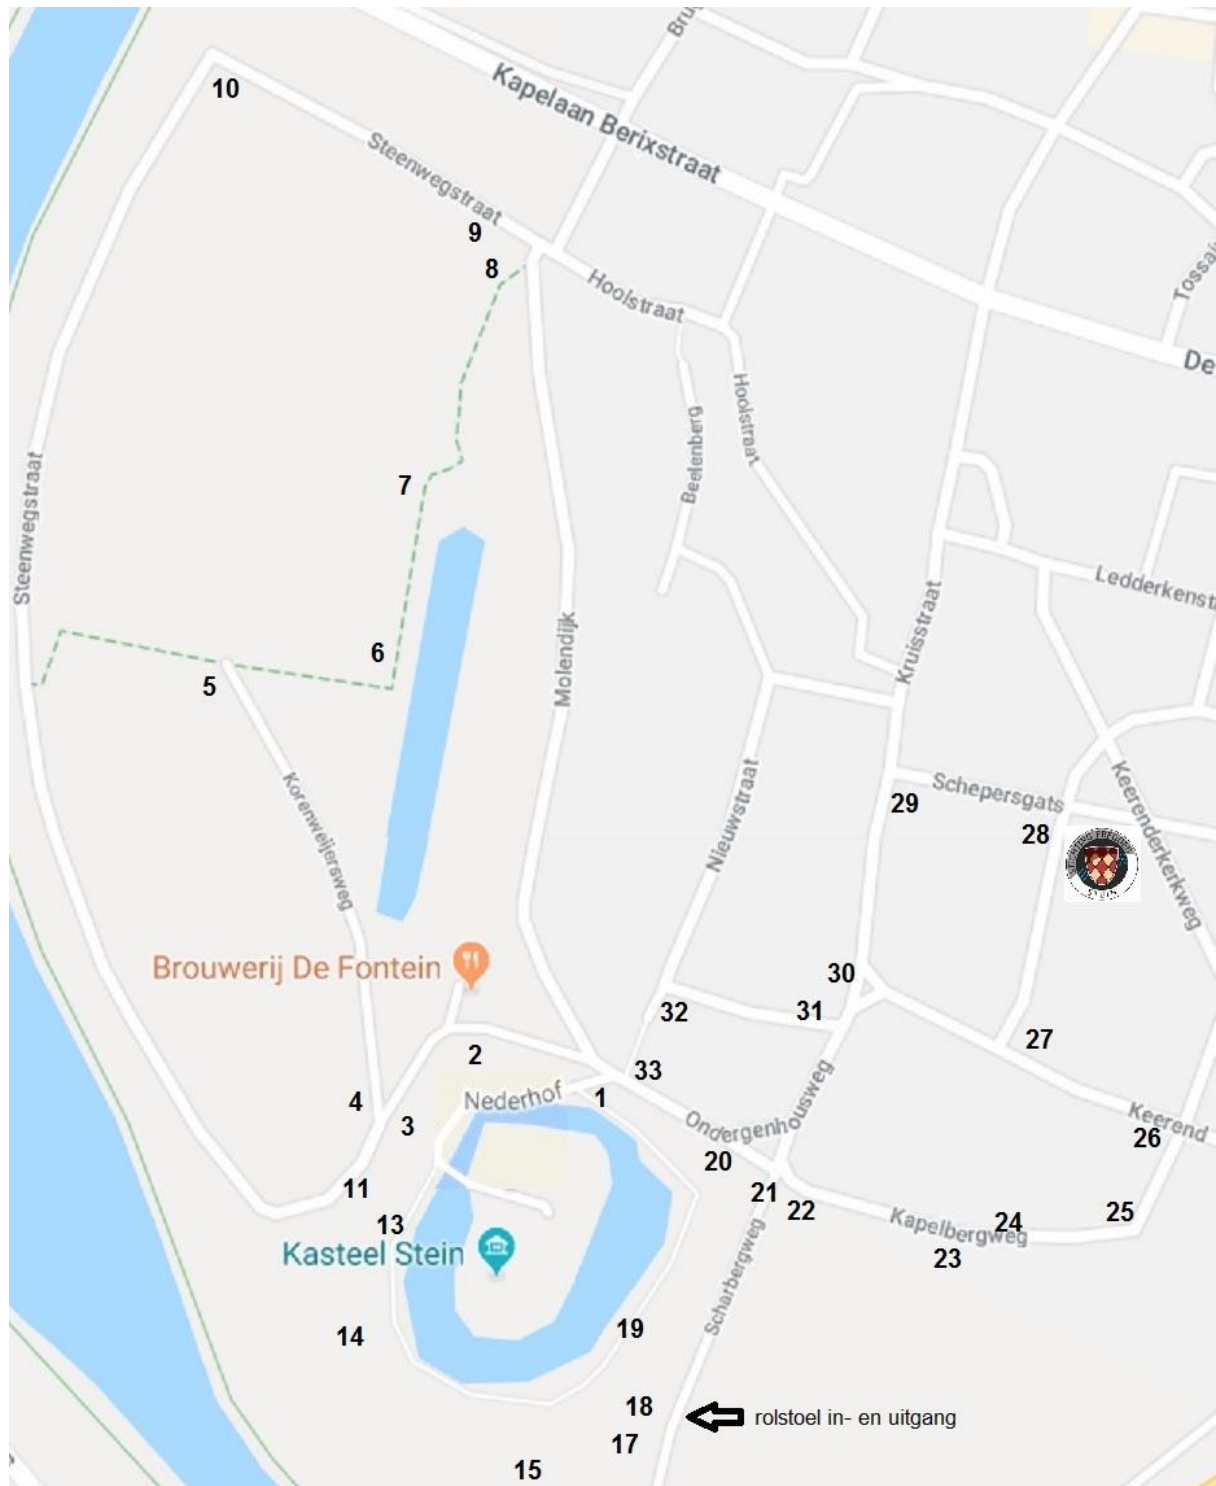 Kapelaan Berixstraat
10
Steenwegstraat
9
8
Hoolstraat
Tossai
De
Hoolstraat
Beelenberg
7
Steenwegstraat
Ledderkenst
Kruisstraat
Molendijk
6
5
Korenweijersweg
Nieuwstraat
Schepersgats
Keerenderkerkweg
29
28
Brouwerij De Fontein
30
32
31
27
2
33
4
3
Nederhof
1
Ondergenhousweg
Keerend
26
20
11
21
22
25
13
Kapelbergweg
24
23
Kasteel Stein
Scharbergweg
14
19
18
rolstoel in- en uitgang
17
15